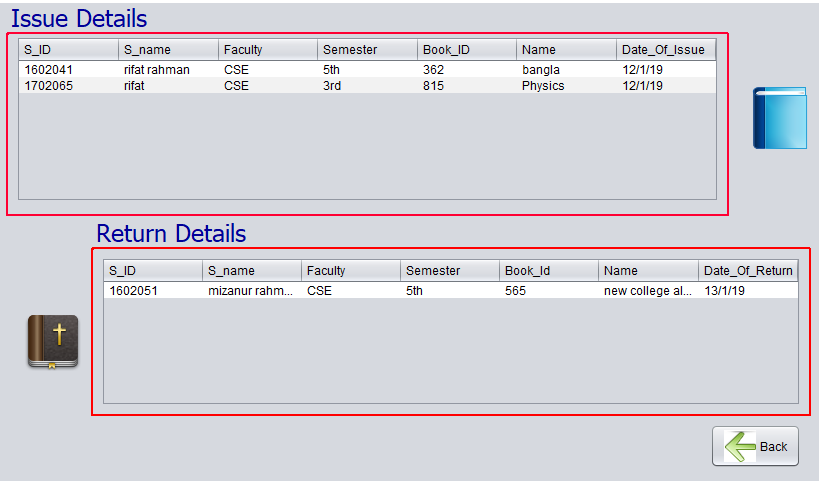 Issue Details
S_ID S_name Faculty Semester Book_ID Name Date_Of_Issue
1602041 rifat rahman CSE 5th 362 bangla 12/1/19
1702065 rifat CSE 3rd 815 Physics 12/1/19
Return Details
S_ID S_name Faculty Semester Book_Id Name Date_Of_Return
1602051 mizanur rahm... CSE 5th 565 new college al... 13/1/19
Back